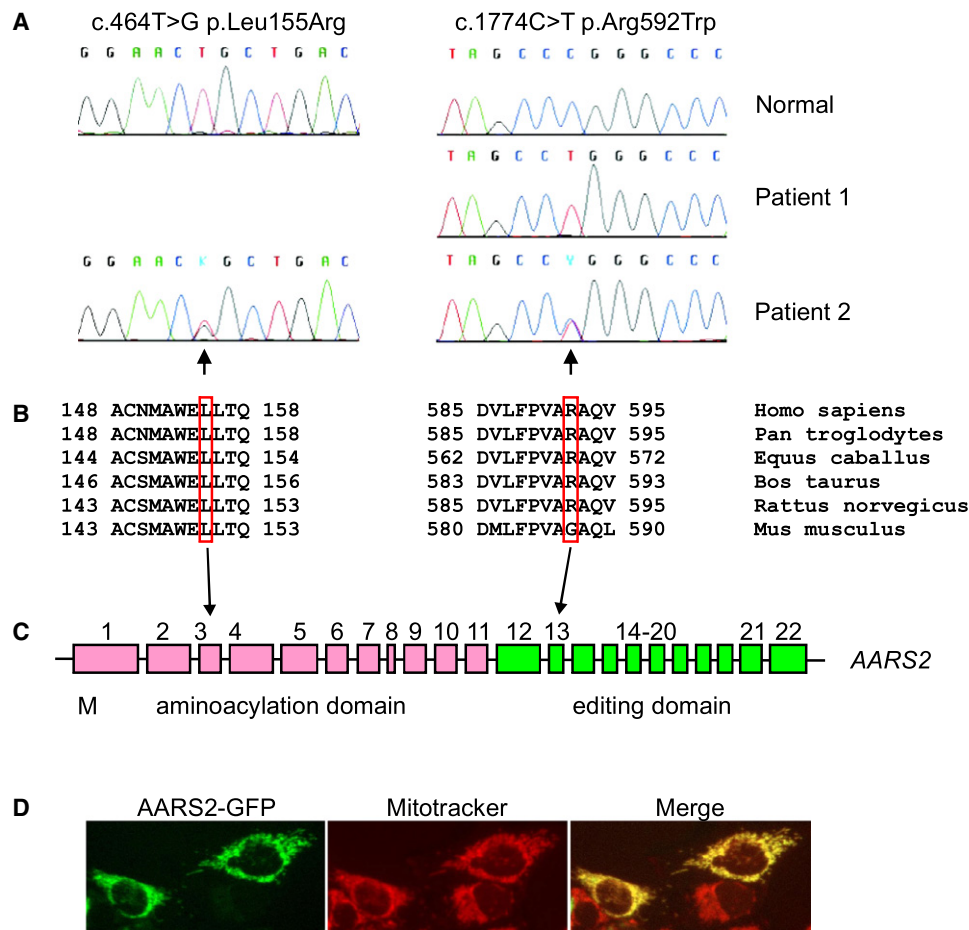 A
c.464T>G p.Leu155Arg c.1774C>T p.Arg592Trp
G G A A C T G C T G A C T A G C C C G G G C C C
Normal
T A G C C T G G G C C C
Patient 1
G G A A C K G C T G A C T A G C C Y G G G C C C
Patient 2
B
148 ACNMAWELLTQ 158 585 DVLFPVARAQV 595 Homo sapiens
148 ACNMAWELLTQ 158 585 DVLFPVARAQV 595 Pan troglodytes
144 ACSMAWELLTQ 154 562 DVLFPVARAQV 572 Equus caballus
146 ACSMAWELLTQ 156 583 DVLFPVARAQV 593 Bos taurus
143 ACSMAWELLTQ 153 585 DVLFPVARAQV 595 Rattus norvegicus
143 ACSMAWELLTQ 153 580 DMLFPVAGAQL 590 Mus musculus
C
1 2 3 4 5 6 7 8 9 10 11 12 13 14-20 21 22
AARS2
M aminoacylation domain editing domain
D
AARS2-GFP Mitotracker Merge